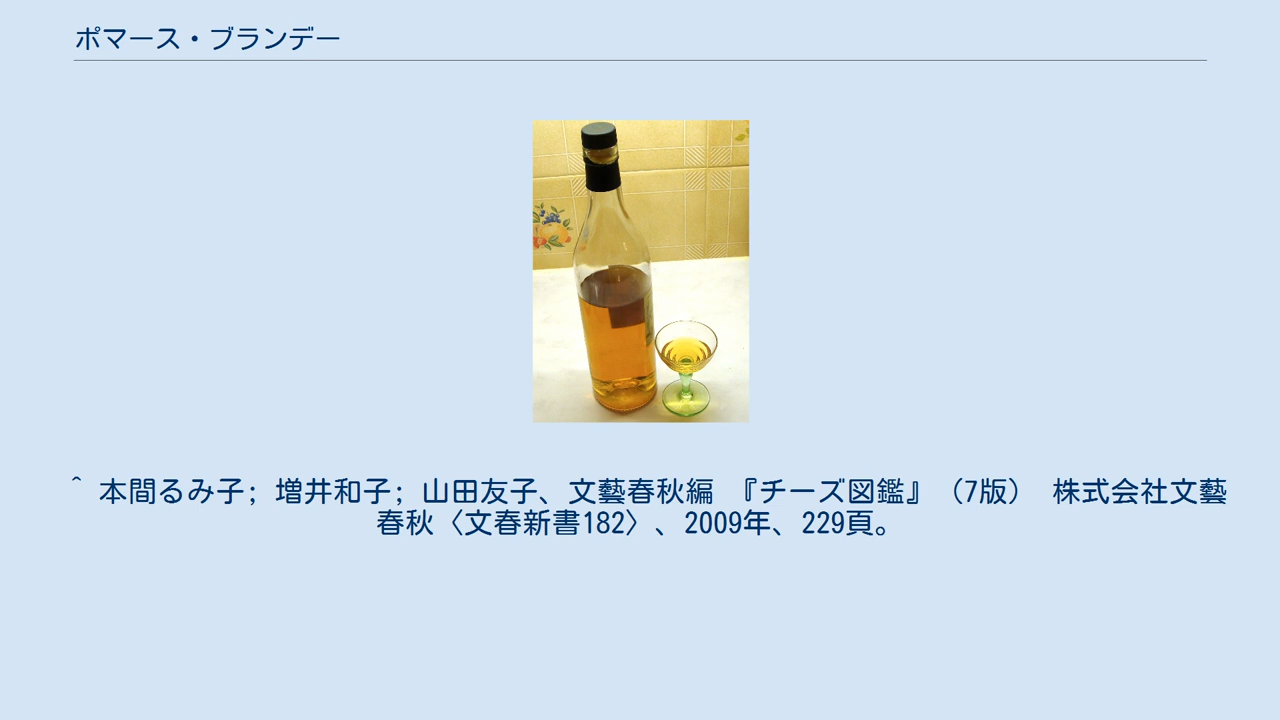 ポマース・ブランデー
^ 本間るみ子; 増井和子; 山田友子、文藝春秋編 『チーズ図鑑』（7版） 株式会社文藝
春秋〈文春新書182〉、2009年、229頁。